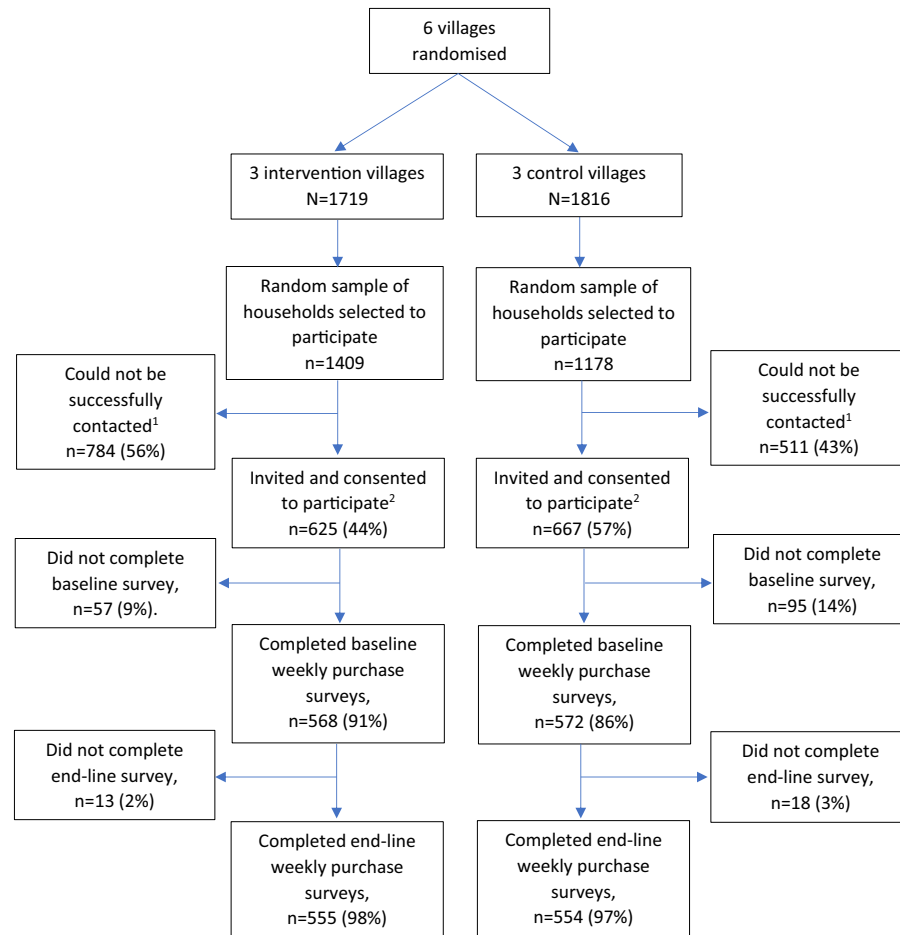 6 villages
randomised
3 intervention villages
N=1719
3 control villages
N=1816
Random sample of
households selected to
participate
n=1409
Random sample of
households selected to
participate
n=1178
Could not be
successfully
contacted¹
n=784 (56%)
Could not be
successfully
contacted¹
n=511 (43%)
Invited and consented
to participate²
n=625 (44%)
Invited and consented
to participate²
n=667 (57%)
Did not complete
baseline survey,
n=57 (9%).
Did not complete
baseline survey,
n=95 (14%)
Completed baseline
weekly purchase
surveys,
n=568 (91%)
Completed baseline
weekly purchase
surveys,
n=572 (86%)
Did not complete
end-line survey,
n=13 (2%)
Did not complete
end-line survey,
n=18 (3%)
Completed end-line
weekly purchase
surveys,
n=555 (98%)
Completed end-line
weekly purchase
surveys,
n=554 (97%)